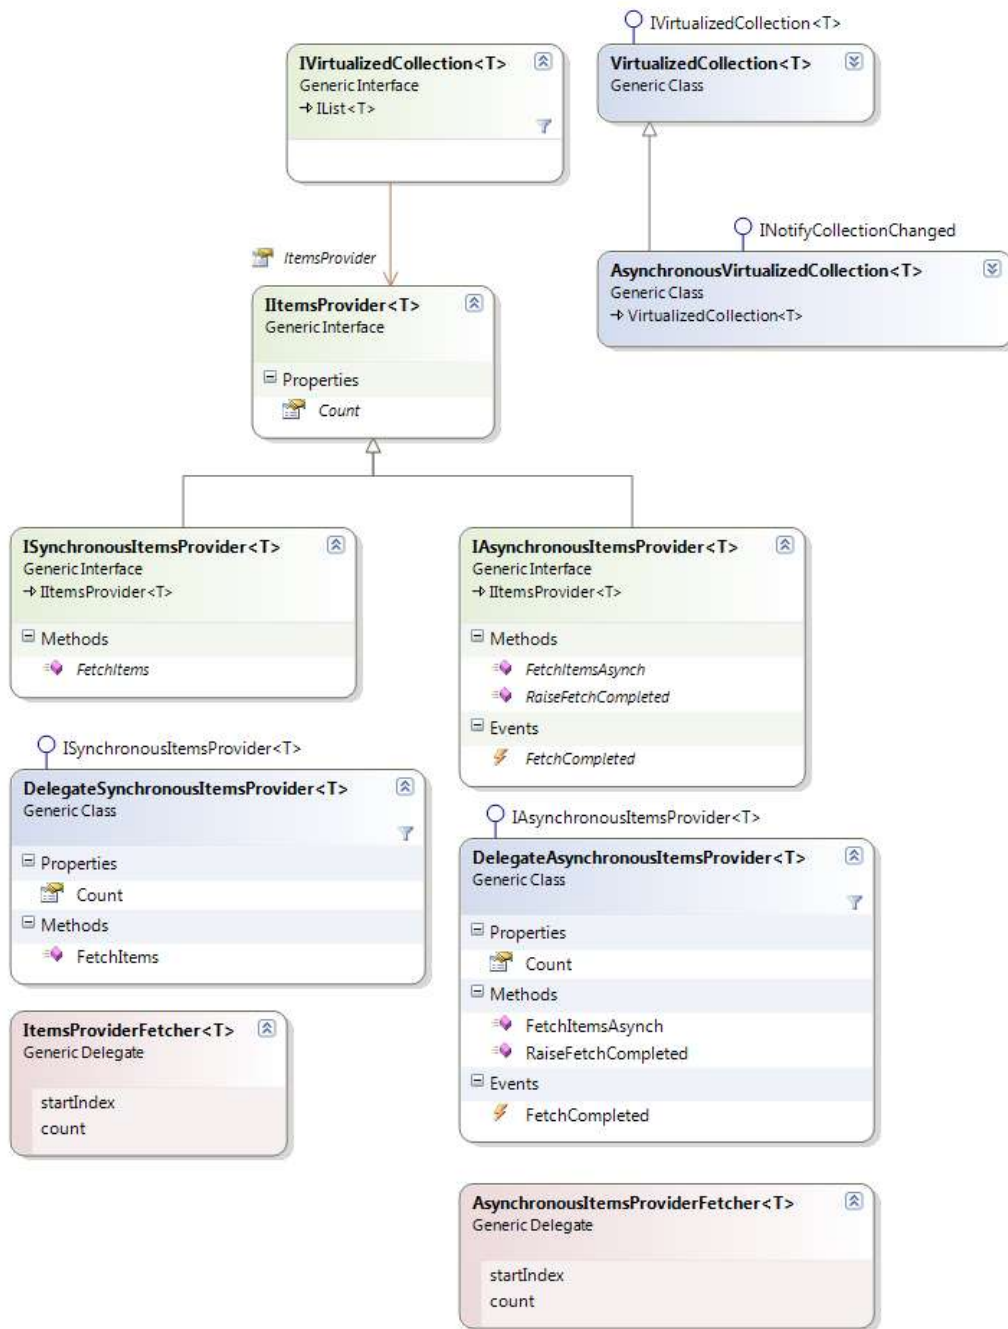 IVirtualizedCollection<T>
IVirtualizedCollection<T>
Generic Interface
IList<T>
VirtualizedCollection<T>
Generic Class
INotifyCollectionChanged
ItemsProvider
AsynchronousVirtualizedCollection<T>
Generic Class
VirtualizedCollection<T>
IItemsProvider<T>
Generic Interface
Properties
Count
ISynchronousItemsProvider<T>
Generic Interface
IItemsProvider<T>
Methods
FetchItems
IAsynchronousItemsProvider<T>
Generic Interface
IItemsProvider<T>
Methods
FetchItemsAsynch
RaiseFetchCompleted
Events
FetchCompleted
ISynchronousItemsProvider<T>
DelegateSynchronousItemsProvider<T>
Generic Class
Properties
Count
Methods
FetchItems
IAsynchronousItemsProvider<T>
DelegateAsynchronousItemsProvider<T>
Generic Class
Properties
Count
Methods
FetchItemsAsynch
RaiseFetchCompleted
Events
FetchCompleted
ItemsProviderFetcher<T>
Generic Delegate
startIndex
count
AsynchronousItemsProviderFetcher<T>
Generic Delegate
startIndex
count